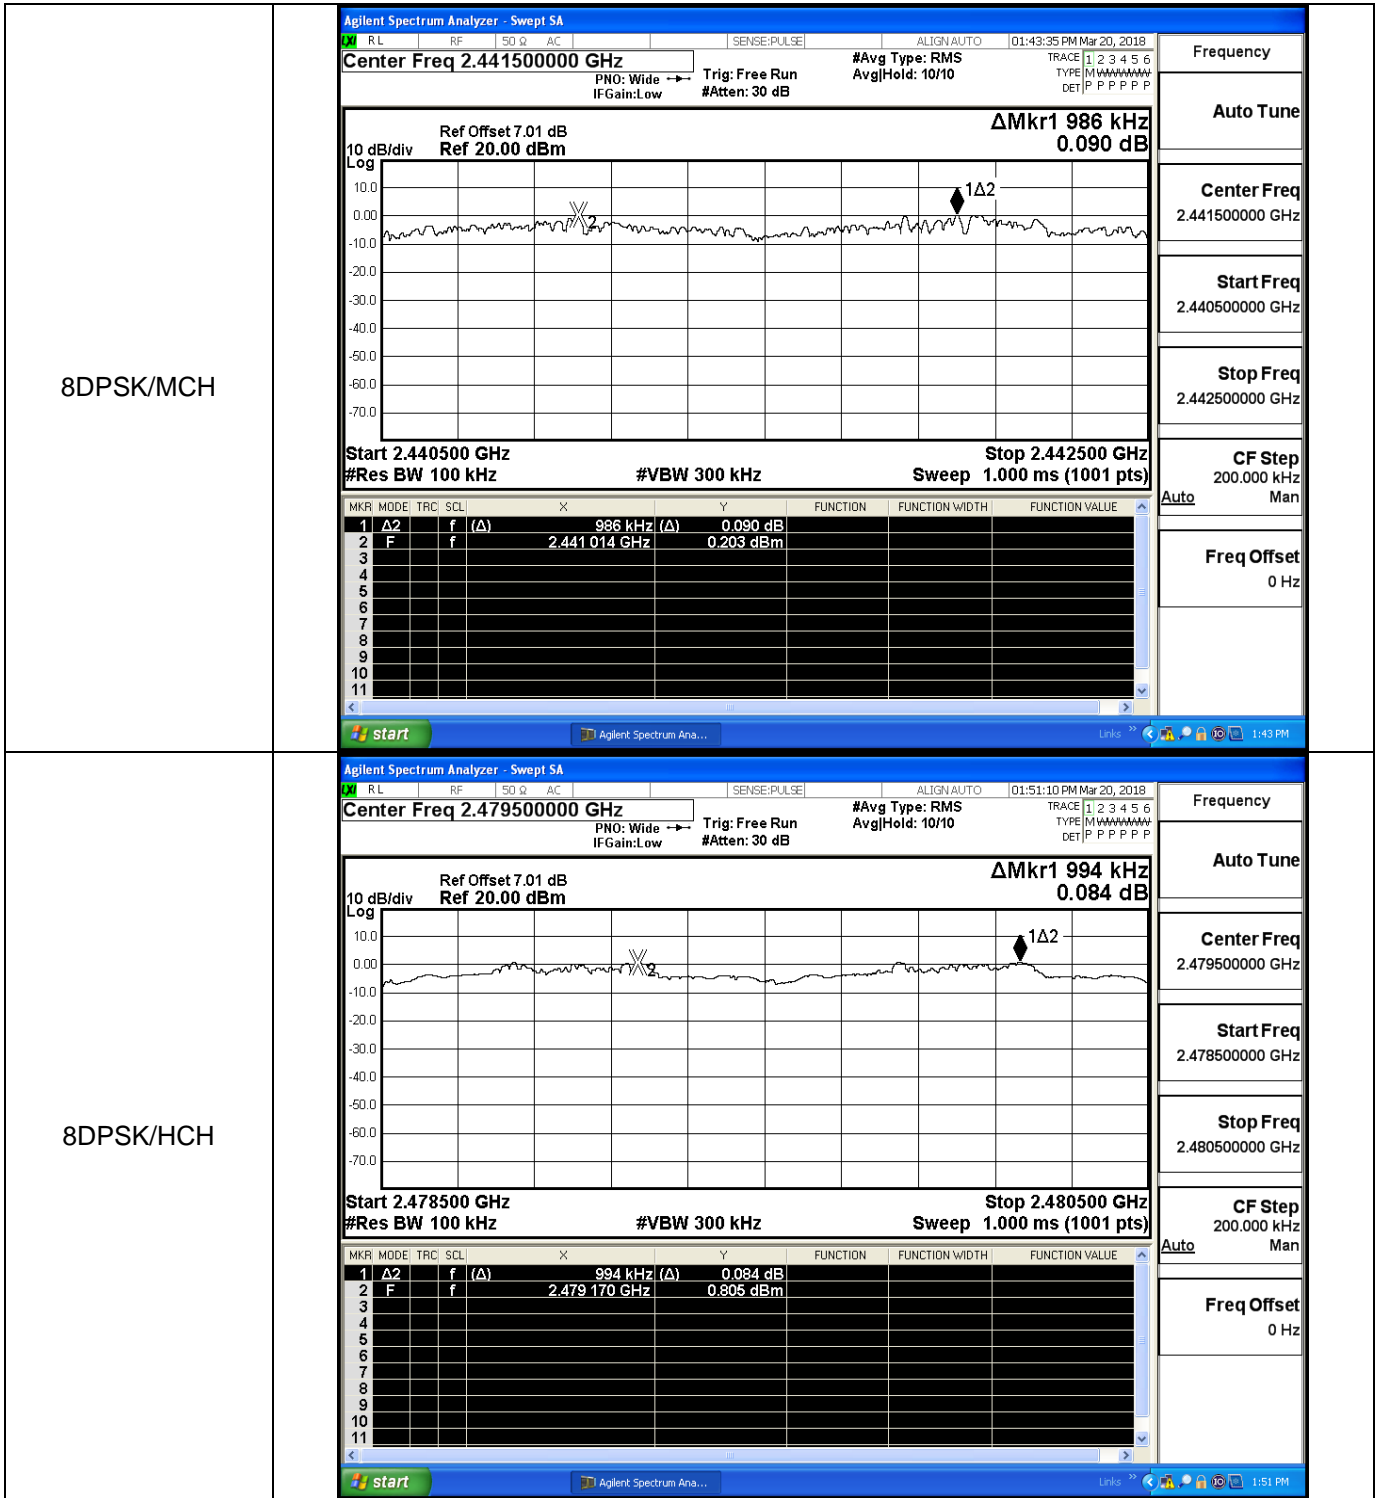 8DPSK/MCH
Agilent Spectrum Analyzer - Swept SA
LXI RL RF 50 Ω AC SENSE:PULSE ALIGN AUTO 01:43:35 PM Mar 20, 2018
Center Freq 2.441500000 GHz #Avg Type: RMS TRACE 1 2 3 4 5 6
PNO: Wide Trig: Free Run Avg|Hold: 10/10 TYPE M WWWWW
IFGain:Low #Atten: 30 dB DET P P P P P P
ΔMkr1 986 kHz
0.090 dB
Ref Offset 7.01 dB
10 dB/div Ref 20.00 dBm
Log
10.0
0.00
-10.0
-20.0
-30.0
-40.0
-50.0
-60.0
-70.0
1Δ2
2
Start 2.440500 GHz Stop 2.442500 GHz
#Res BW 100 kHz #VBW 300 kHz Sweep 1.000 ms (1001 pts)
MKR MODE TRC SCL X Y FUNCTION FUNCTION WIDTH FUNCTION VALUE
1 Δ2 f (Δ) 986 kHz (Δ) 0.090 dB
2 F f 2.441 014 GHz 0.203 dBm
3
4
5
6
7
8
9
10
11
Frequency
Auto Tune
Center Freq
2.441500000 GHz
Start Freq
2.440500000 GHz
Stop Freq
2.442500000 GHz
CF Step
200.000 kHz
Auto Man
Freq Offset
0 Hz
start Agilent Spectrum Ana... Links » 1:43 PM
8DPSK/HCH
Agilent Spectrum Analyzer - Swept SA
LXI RL RF 50 Ω AC SENSE:PULSE ALIGN AUTO 01:51:10 PM Mar 20, 2018
Center Freq 2.479500000 GHz #Avg Type: RMS TRACE 1 2 3 4 5 6
PNO: Wide Trig: Free Run Avg|Hold: 10/10 TYPE M WWWWW
IFGain:Low #Atten: 30 dB DET P P P P P P
ΔMkr1 994 kHz
0.084 dB
Ref Offset 7.01 dB
10 dB/div Ref 20.00 dBm
Log
10.0
0.00
-10.0
-20.0
-30.0
-40.0
-50.0
-60.0
-70.0
1Δ2
2
Start 2.478500 GHz Stop 2.480500 GHz
#Res BW 100 kHz #VBW 300 kHz Sweep 1.000 ms (1001 pts)
MKR MODE TRC SCL X Y FUNCTION FUNCTION WIDTH FUNCTION VALUE
1 Δ2 f (Δ) 994 kHz (Δ) 0.084 dB
2 F f 2.479 170 GHz 0.805 dBm
3
4
5
6
7
8
9
10
11
Frequency
Auto Tune
Center Freq
2.479500000 GHz
Start Freq
2.478500000 GHz
Stop Freq
2.480500000 GHz
CF Step
200.000 kHz
Auto Man
Freq Offset
0 Hz
start Agilent Spectrum Ana... Links » 1:51 PM